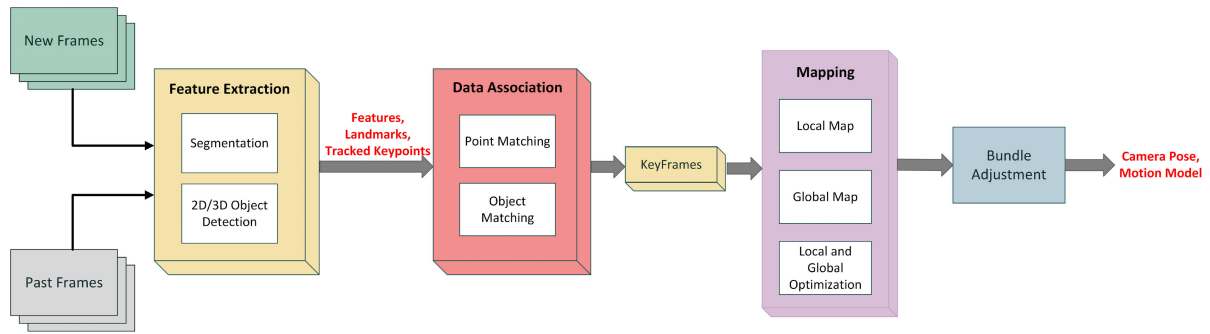 New Frames
Past Frames
Feature Extraction
Segmentation
2D/3D Object
Detection
Features,
Landmarks,
Tracked Keypoints
Data Association
Point Matching
Object
Matching
KeyFrames
Mapping
Local Map
Global Map
Local and
Global
Optimization
Bundle
Adjustment
Camera Pose,
Motion Model